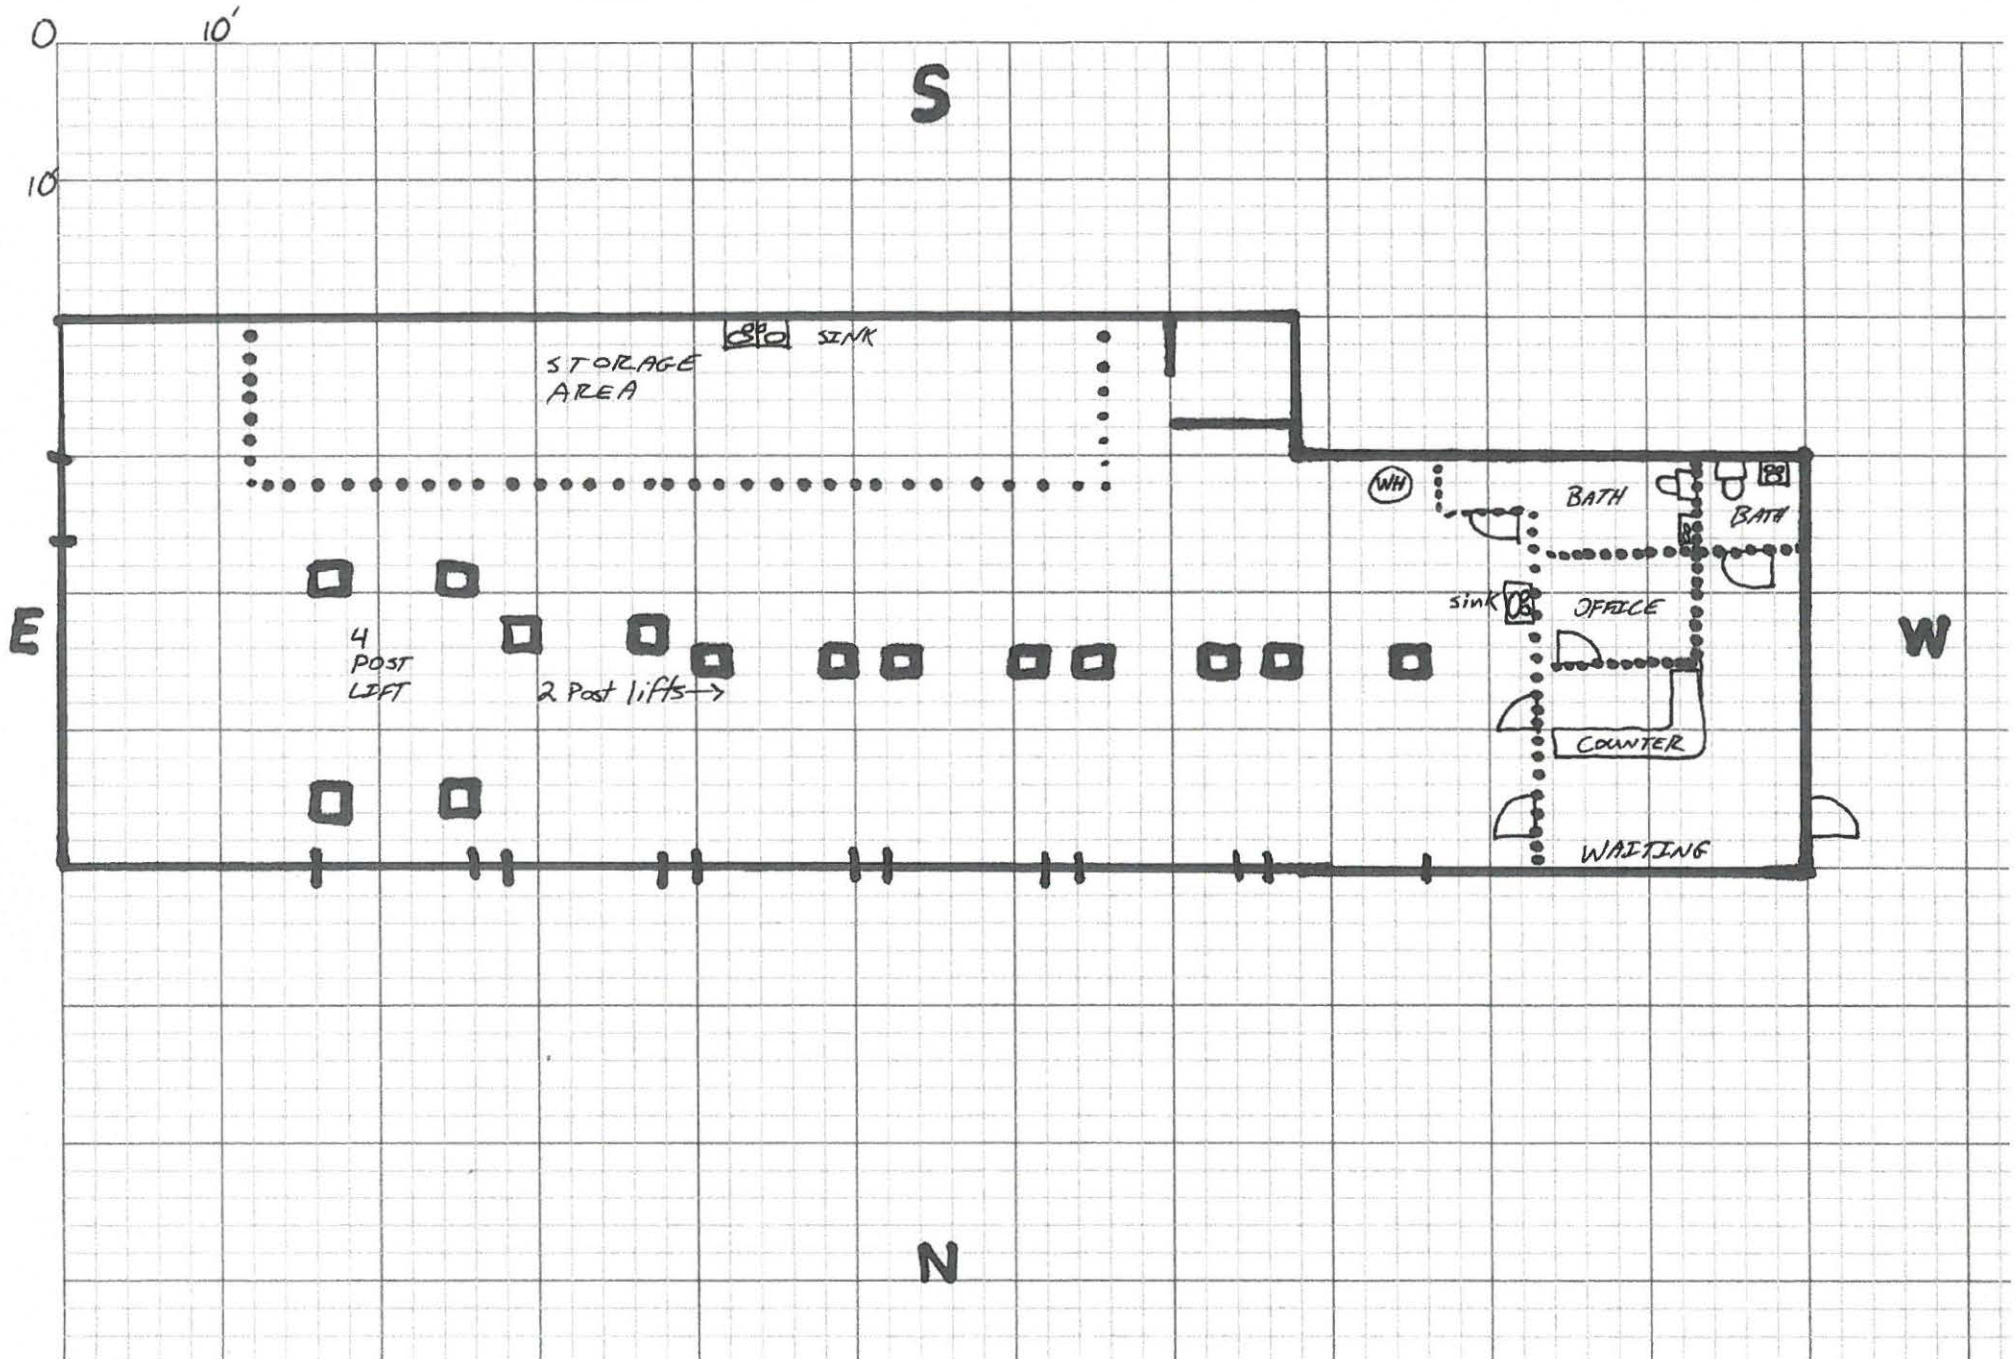 0
10'
S
10'
SINK
STORAGE
AREA
WH
BATH
BATH
E
sink
OFFICE
W
4
POST
LIFT
2 Post lifts→
COUNTER
WAITING
N